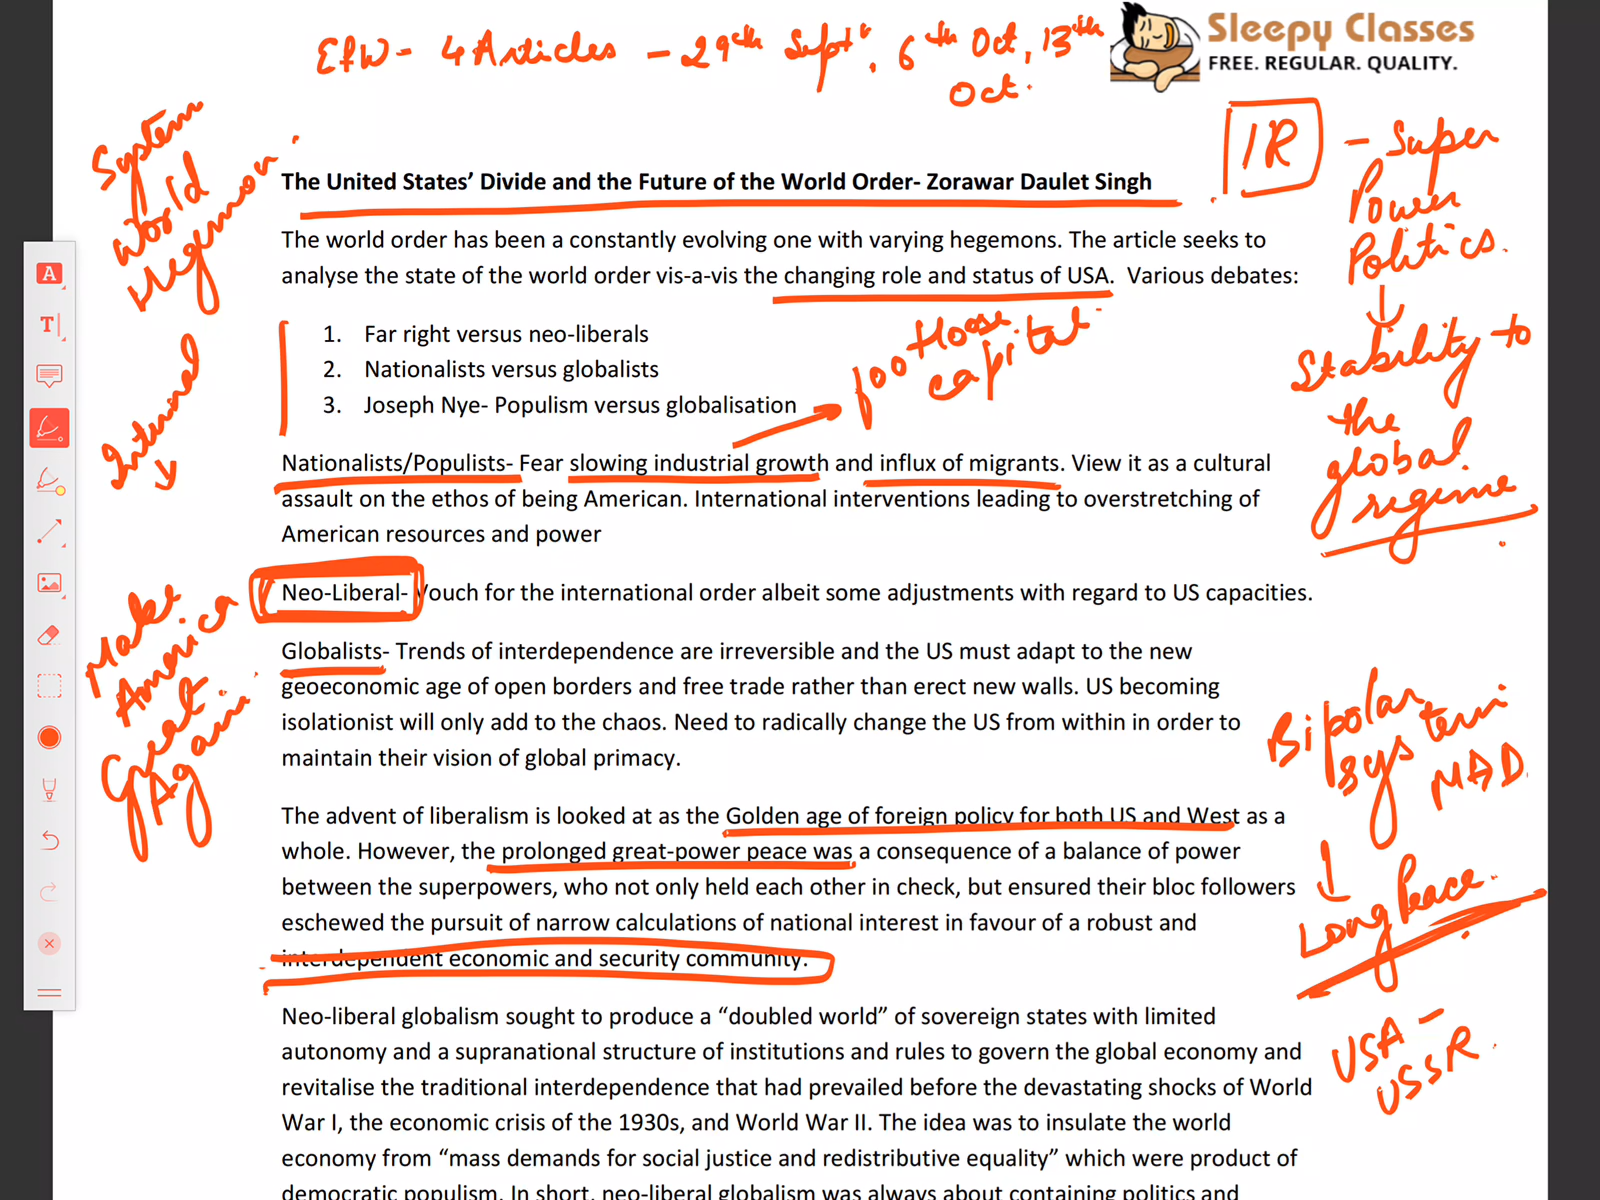 EPW - 4 Articles - 29th Sept, 6th Oct, 13th
Oct.
Sleepy Classes
FREE. REGULAR. QUALITY.
System
World
Hegemon.
IR
- Super
Power
Politics.
Stability to
the
global
regime
The United States’ Divide and the Future of the World Order- Zorawar Daulet Singh
The world order has been a constantly evolving one with varying hegemons. The article seeks to
analyse the state of the world order vis-a-vis the changing role and status of USA. Various debates:
1. Far right versus neo-liberals
2. Nationalists versus globalists
3. Joseph Nye- Populism versus globalisation
footloose
capital
Internal
Nationalists/Populists- Fear slowing industrial growth and influx of migrants. View it as a cultural
assault on the ethos of being American. International interventions leading to overstretching of
American resources and power
Neo-Liberal- Vouch for the international order albeit some adjustments with regard to US capacities.
Make
America
Great
Again.
Globalists- Trends of interdependence are irreversible and the US must adapt to the new
geoeconomic age of open borders and free trade rather than erect new walls. US becoming
isolationist will only add to the chaos. Need to radically change the US from within in order to
maintain their vision of global primacy.
Bipolar
system
MAD.
Long Peace.
USA -
USSR.
The advent of liberalism is looked at as the Golden age of foreign policy for both US and West as a
whole. However, the prolonged great-power peace was a consequence of a balance of power
between the superpowers, who not only held each other in check, but ensured their bloc followers
eschewed the pursuit of narrow calculations of national interest in favour of a robust and
interdependent economic and security community.
Neo-liberal globalism sought to produce a “doubled world” of sovereign states with limited
autonomy and a supranational structure of institutions and rules to govern the global economy and
revitalise the traditional interdependence that had prevailed before the devastating shocks of World
War I, the economic crisis of the 1930s, and World War II. The idea was to insulate the world
economy from “mass demands for social justice and redistributive equality” which were product of
democratic populism. In short, neo-liberal globalism was always about containing politics and